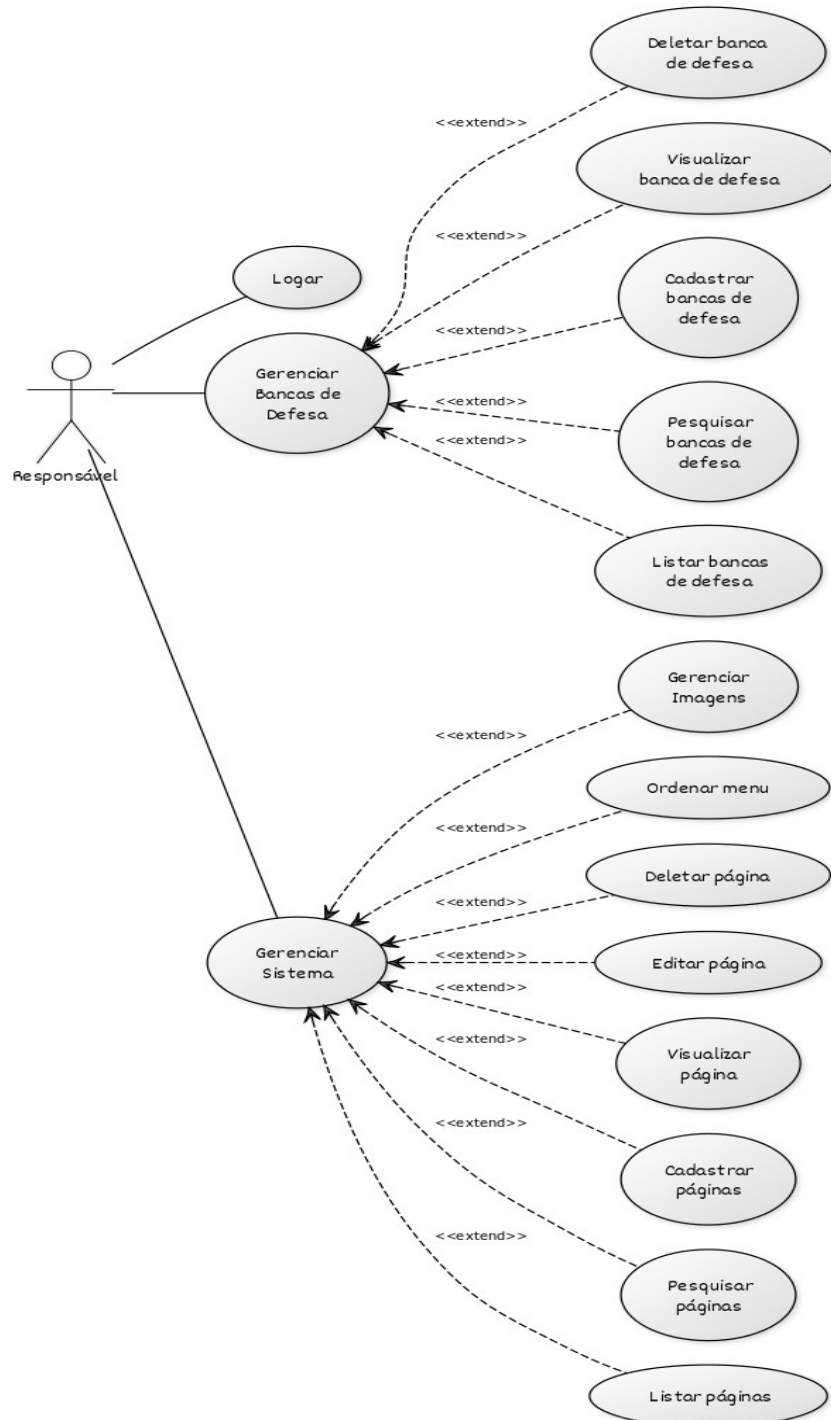 Deletar banca
de defesa
<<extend>>
Visualizar
banca de defesa
<<extend>>
Logar
Cadastrar
bancas de
defesa
<<extend>>
Gerenciar
Bancas de
Defesa
Pesquisar
bancas de
defesa
<<extend>>
<<extend>>
Responsável
Listar bancas
de defesa
Gerenciar
Imagens
<<extend>>
Ordenar menu
<<extend>>
Deletar página
<<extend>>
Gerenciar
Sistema
<<extend>>
Editar página
<<extend>>
Visualizar
página
<<extend>>
Cadastrar
páginas
<<extend>>
Pesquisar
páginas
<<extend>>
Listar páginas